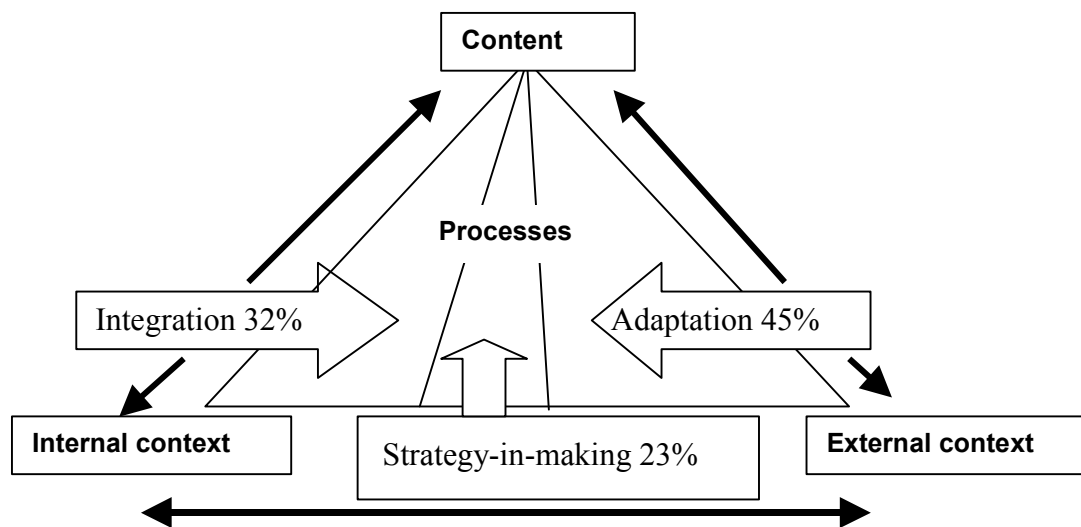 Content
Processes
Integration 32%
Adaptation 45%
Internal context
Strategy-in-making 23%
External context